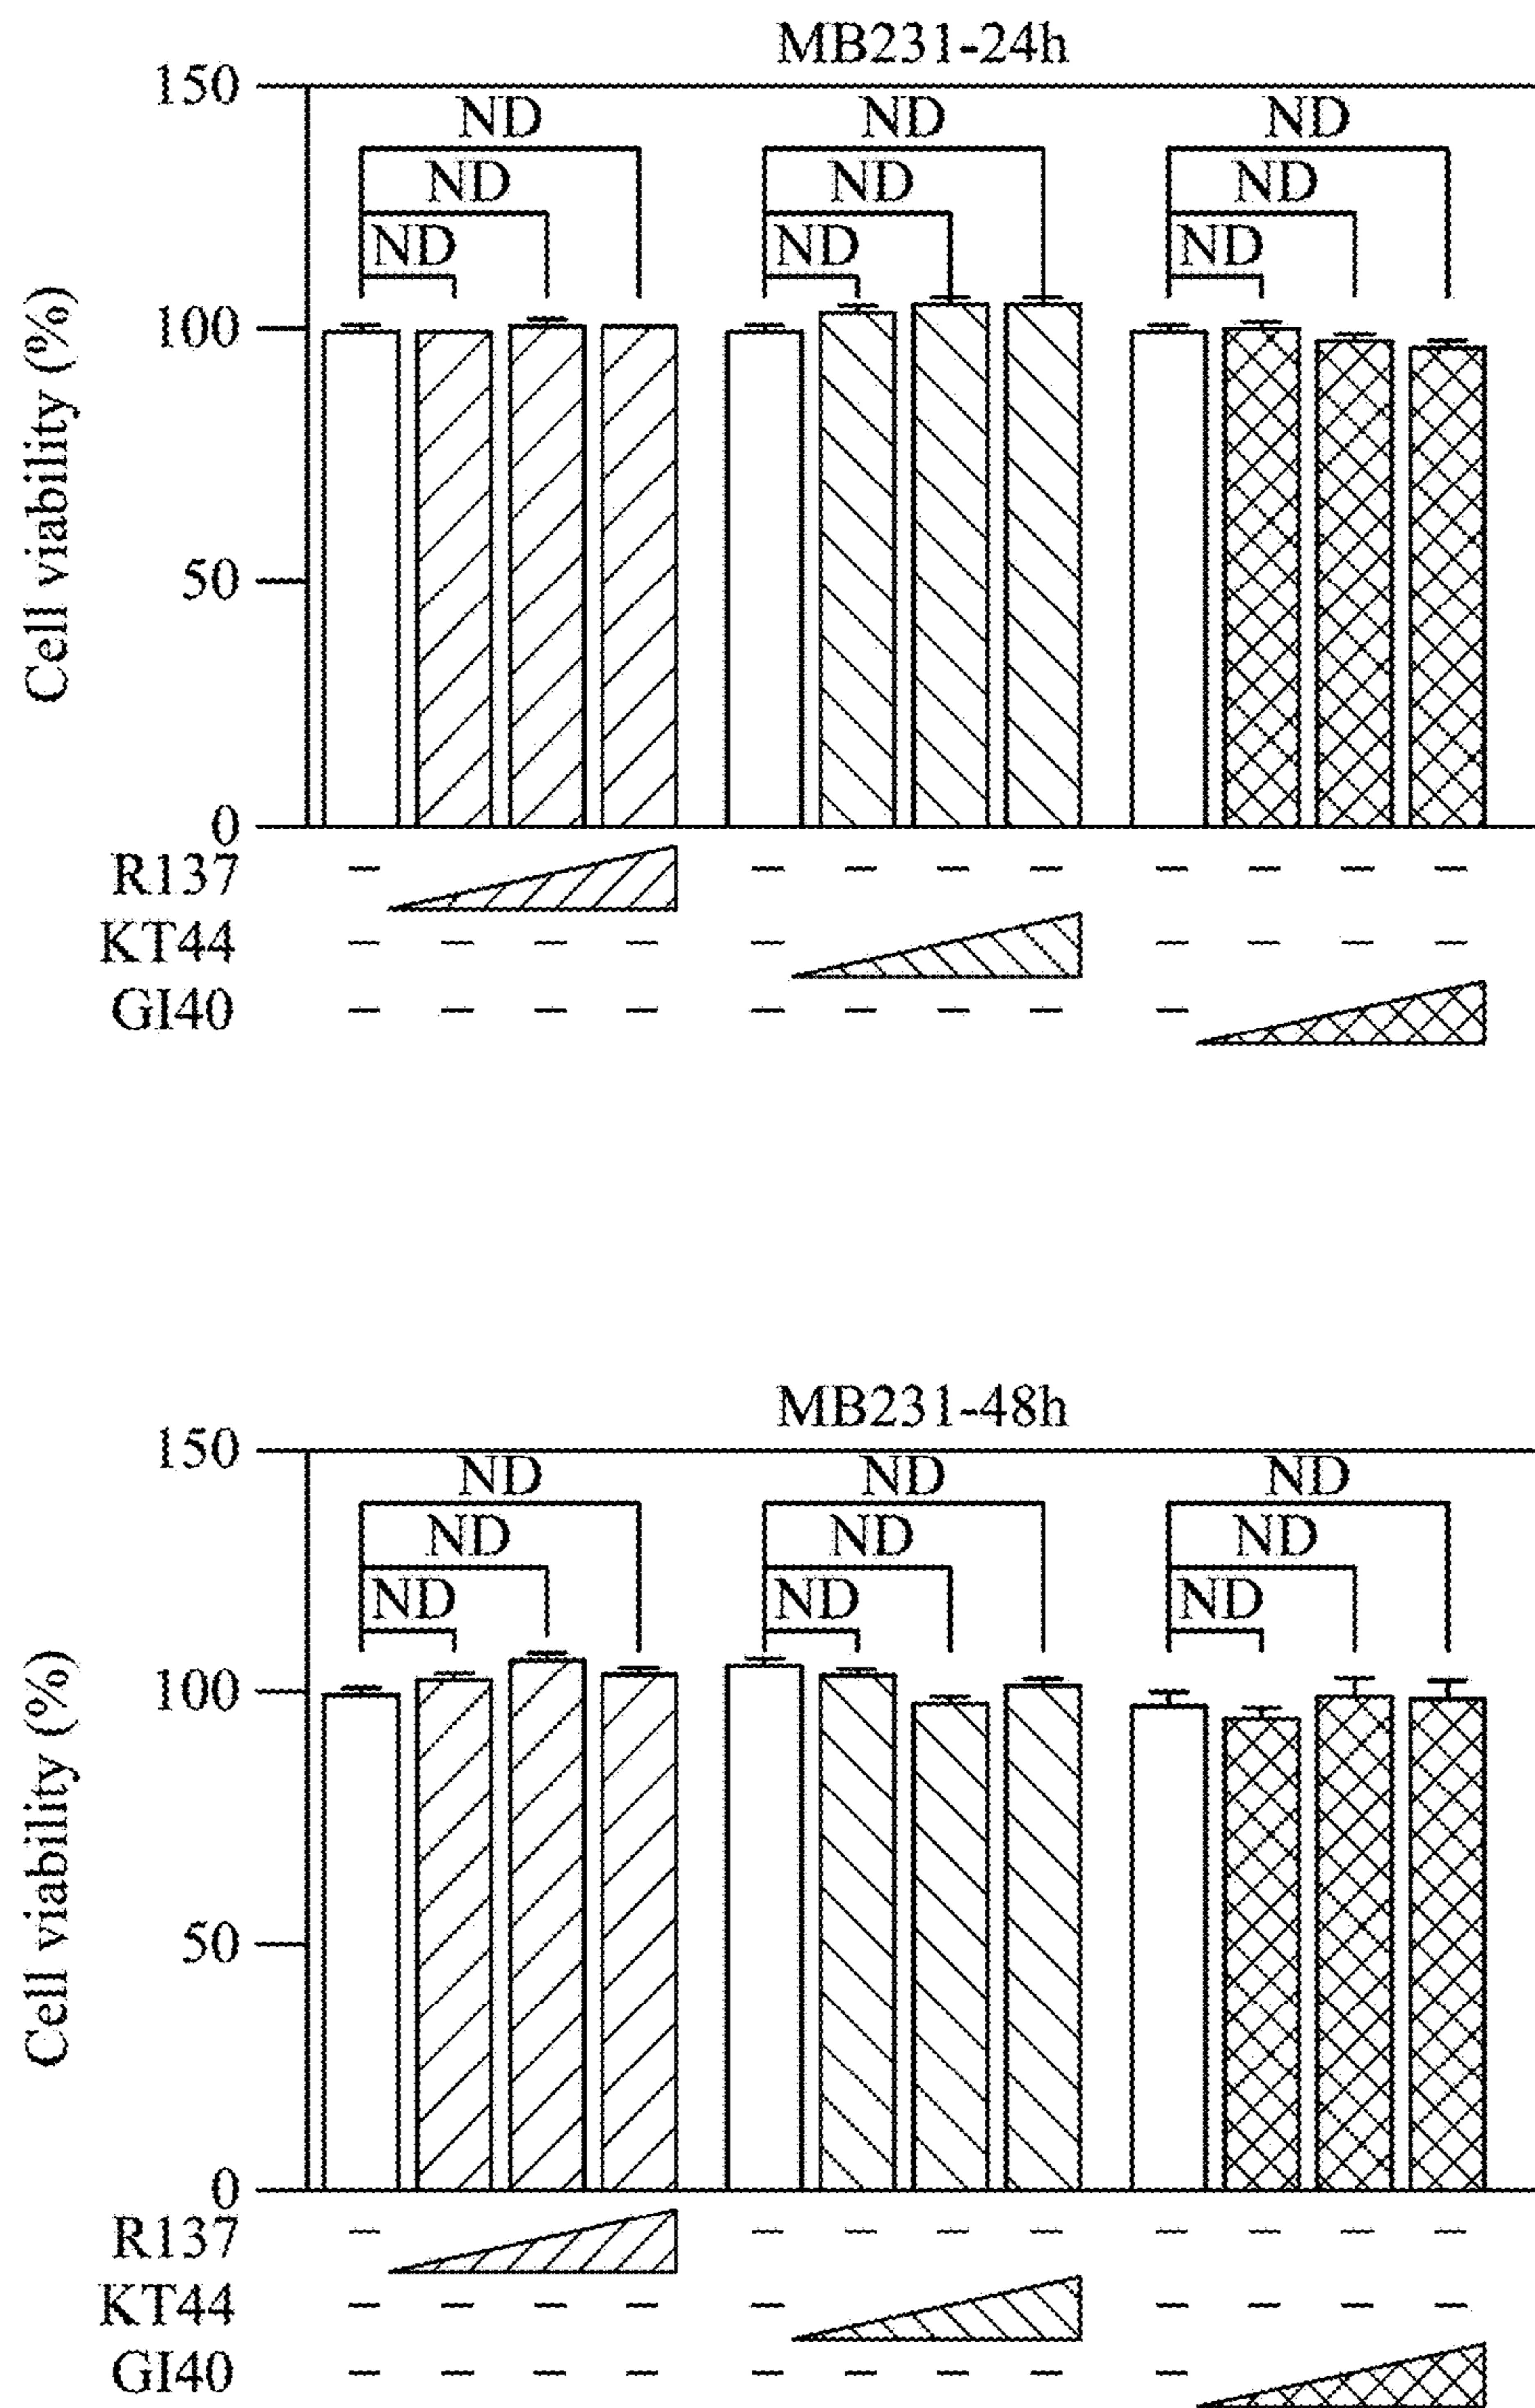 MB231-24h
150
ND ND ND
ND ND ND
ND ND ND
100
50
0
Cell viability (%)
R137 – – – – – – – – –
KT44 – – – – – – – – –
GI40 – – – – – – – – –
MB231-48h
150
ND ND ND
ND ND ND
ND ND ND
100
50
0
Cell viability (%)
R137 – – – – – – – – –
KT44 – – – – – – – – –
GI40 – – – – – – – – –